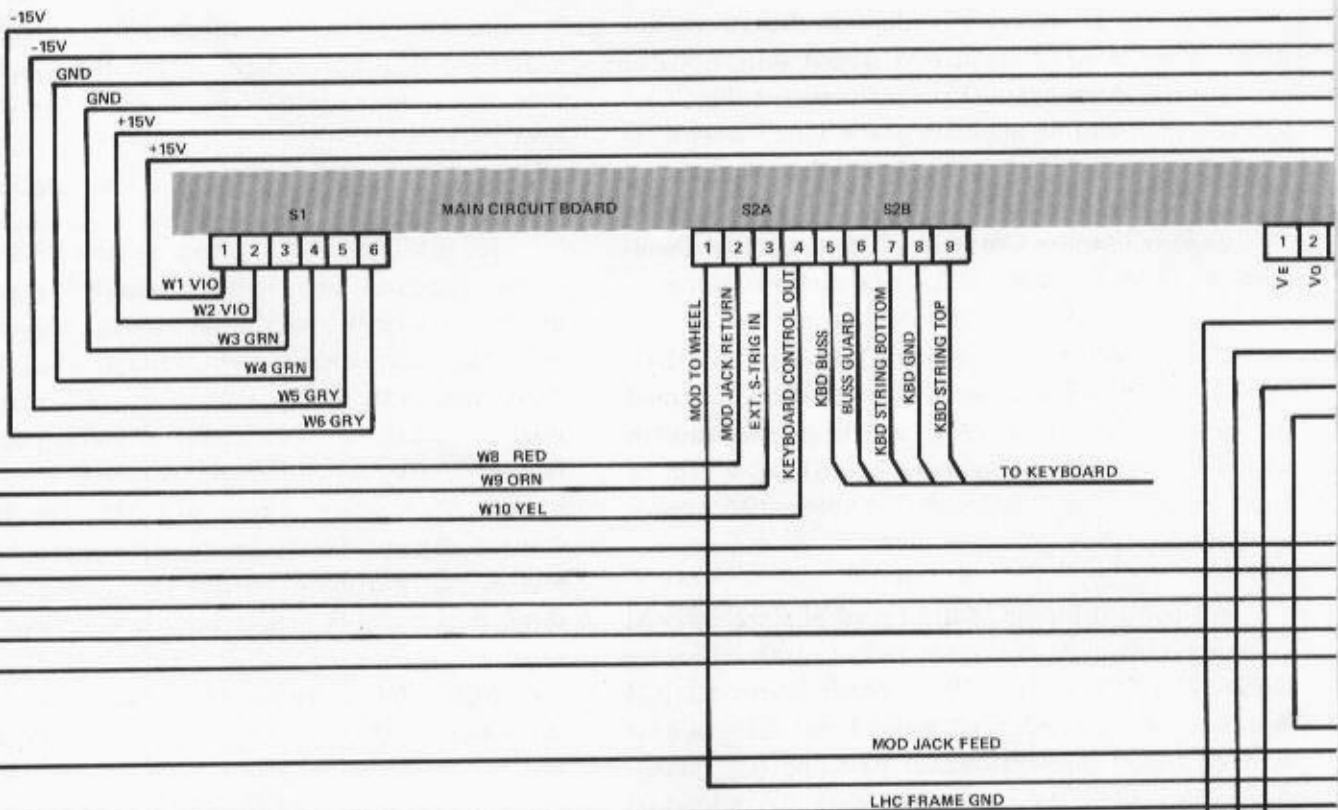 -15V
-15V
GND
GND
+15V
+15V
S1 MAIN CIRCUIT BOARD S2A S2B
1 2 3 4 5 6
1 2 3 4 5 6 7 8 9
1 2
W1 VIO
W2 VIO
W3 GRN
W4 GRN
W5 GRY
W6 GRY
MOD TO WHEEL
MOD JACK RETURN
EXT. S-TRIG IN
KEYBOARD CONTROL OUT
KBD BUSS
BUSS GUARD
KBD STRING BOTTOM
KBD GND
KBD STRING TOP
VE
VO
W8 RED
W9 ORN
W10 YEL
TO KEYBOARD
MOD JACK FEED
LHC FRAME GND